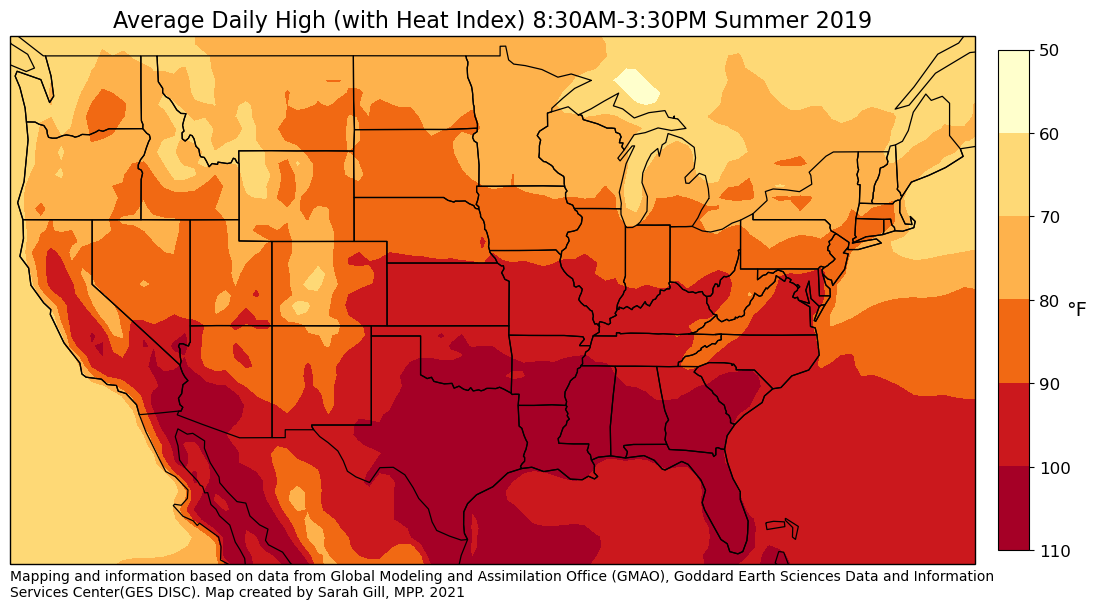 Average Daily High (with Heat Index) 8:30AM-3:30PM Summer 2019
50
60
70
80
°F
90
100
110
Mapping and information based on data from Global Modeling and Assimilation Office (GMAO), Goddard Earth Sciences Data and Information
Services Center(GES DISC). Map created by Sarah Gill, MPP. 2021